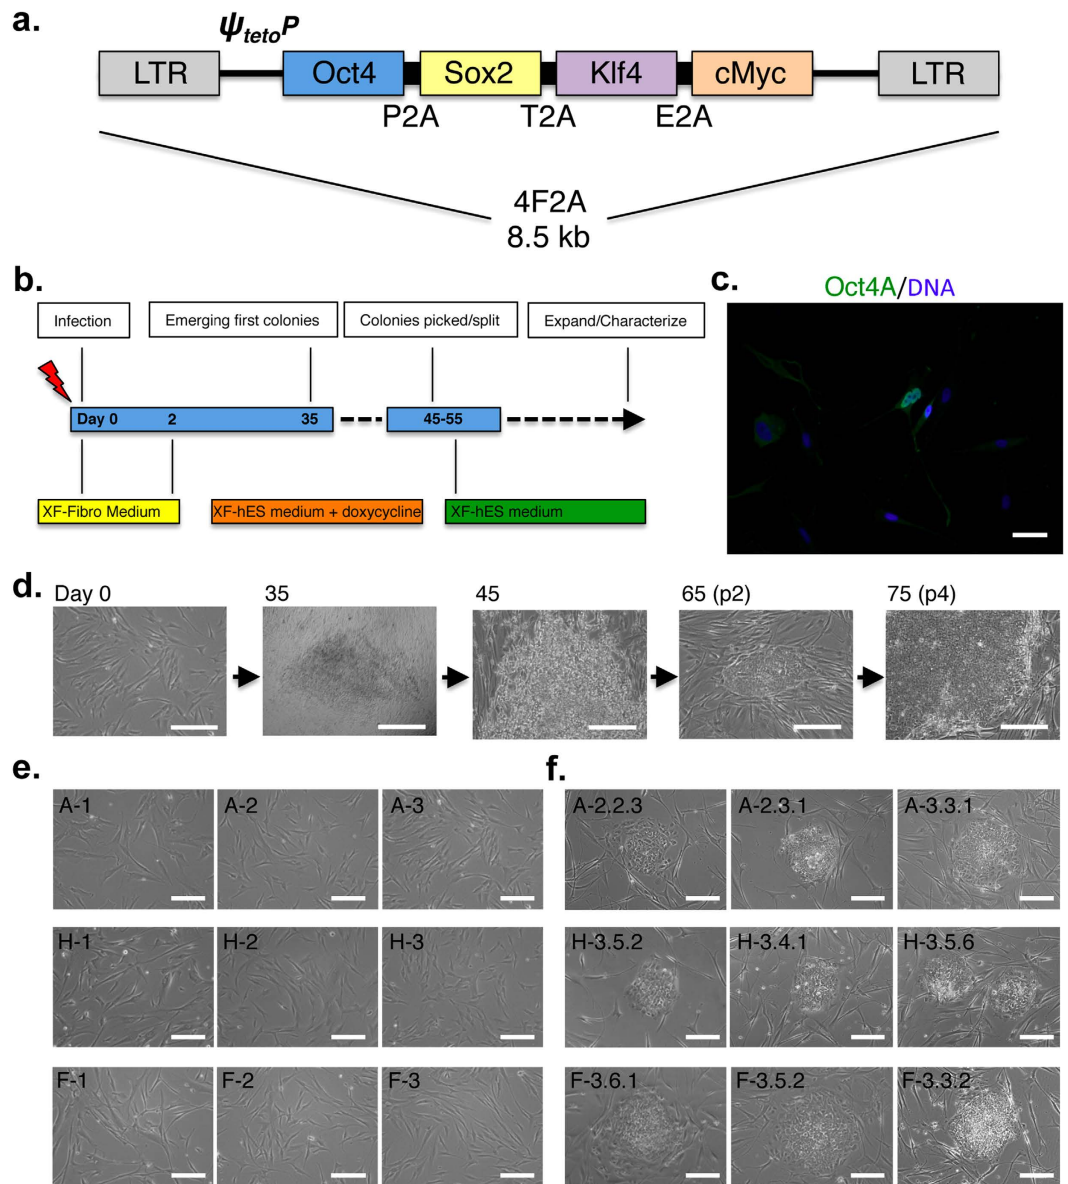 a.
ψtetoP
LTR Oct4 Sox2 Klf4 cMyc LTR
P2A T2A E2A
4F2A
8.5 kb
b.
Infection Emerging first colonies Colonies picked/split Expand/Characterize
Day 0 2 35 45-55
XF-Fibro Medium XF-hES medium + doxycycline XF-hES medium
c.
Oct4A/DNA
d.
Day 0 35 45 65 (p2) 75 (p4)
e.
A-1 A-2 A-3
H-1 H-2 H-3
F-1 F-2 F-3
f.
A-2.2.3 A-2.3.1 A-3.3.1
H-3.5.2 H-3.4.1 H-3.5.6
F-3.6.1 F-3.5.2 F-3.3.2